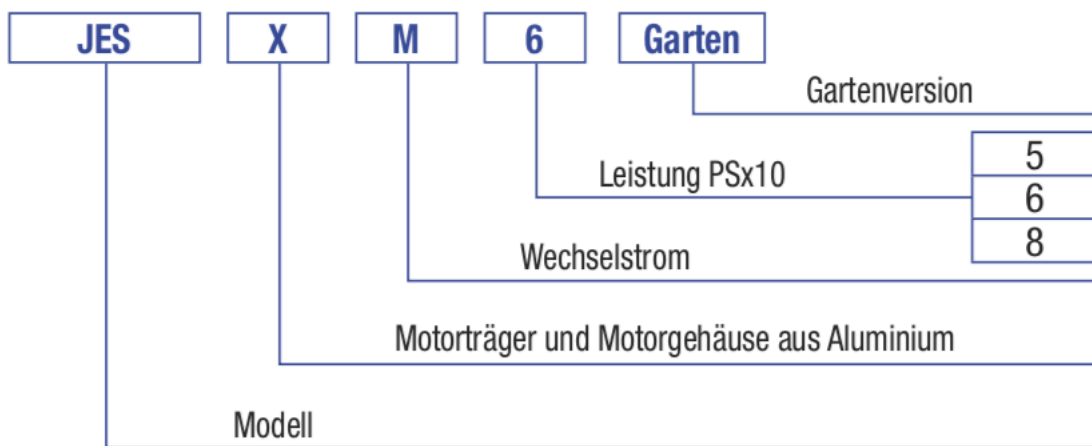 JES X M 6 Garten
Gartenversion
5
Leistung PSx10
6
8
Wechselstrom
Motorträger und Motorgehäuse aus Aluminium
Modell